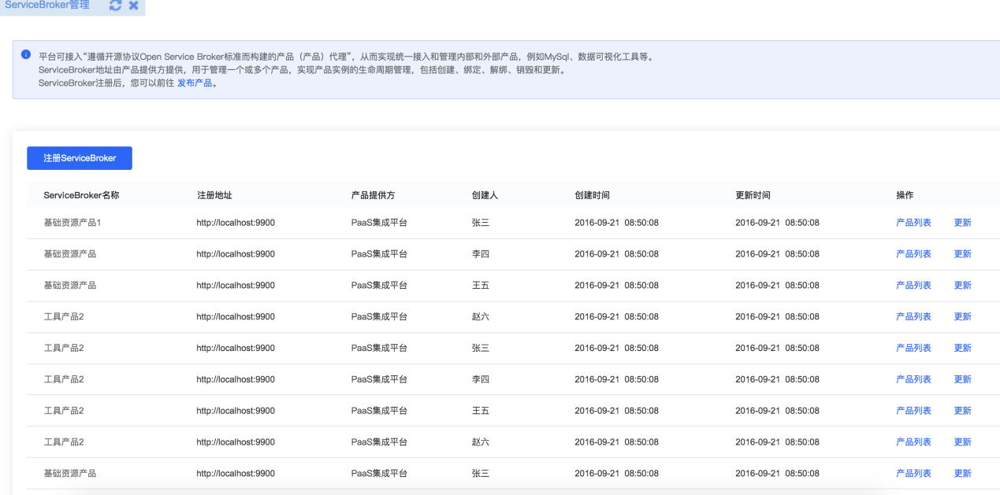 ServiceBroker管理
平台可接入“遵循开源协议Open Service Broker标准而构建的产品（产品）代理”，从而实现统一接入和管理内部和外部产品，例如MySql、数据可视化工具等。
ServiceBroker地址由产品提供方提供，用于管理一个或多个产品，实现产品实例的生命周期管理，包括创建、绑定、解绑、销毁和更新。
ServiceBroker注册后，您可以前往 发布产品。
注册ServiceBroker
ServiceBroker名称 注册地址 产品提供方 创建人 创建时间 更新时间 操作
基础资源产品1 http://localhost:9900 PaaS集成平台 张三 2016-09-21 08:50:08 2016-09-21 08:50:08 产品列表 更新
基础资源产品 http://localhost:9900 PaaS集成平台 李四 2016-09-21 08:50:08 2016-09-21 08:50:08 产品列表 更新
基础资源产品 http://localhost:9900 PaaS集成平台 王五 2016-09-21 08:50:08 2016-09-21 08:50:08 产品列表 更新
工具产品2 http://localhost:9900 PaaS集成平台 赵六 2016-09-21 08:50:08 2016-09-21 08:50:08 产品列表 更新
工具产品2 http://localhost:9900 PaaS集成平台 张三 2016-09-21 08:50:08 2016-09-21 08:50:08 产品列表 更新
工具产品2 http://localhost:9900 PaaS集成平台 李四 2016-09-21 08:50:08 2016-09-21 08:50:08 产品列表 更新
工具产品2 http://localhost:9900 PaaS集成平台 王五 2016-09-21 08:50:08 2016-09-21 08:50:08 产品列表 更新
工具产品2 http://localhost:9900 PaaS集成平台 赵六 2016-09-21 08:50:08 2016-09-21 08:50:08 产品列表 更新
基础资源产品 http://localhost:9900 PaaS集成平台 张三 2016-09-21 08:50:08 2016-09-21 08:50:08 产品列表 更新